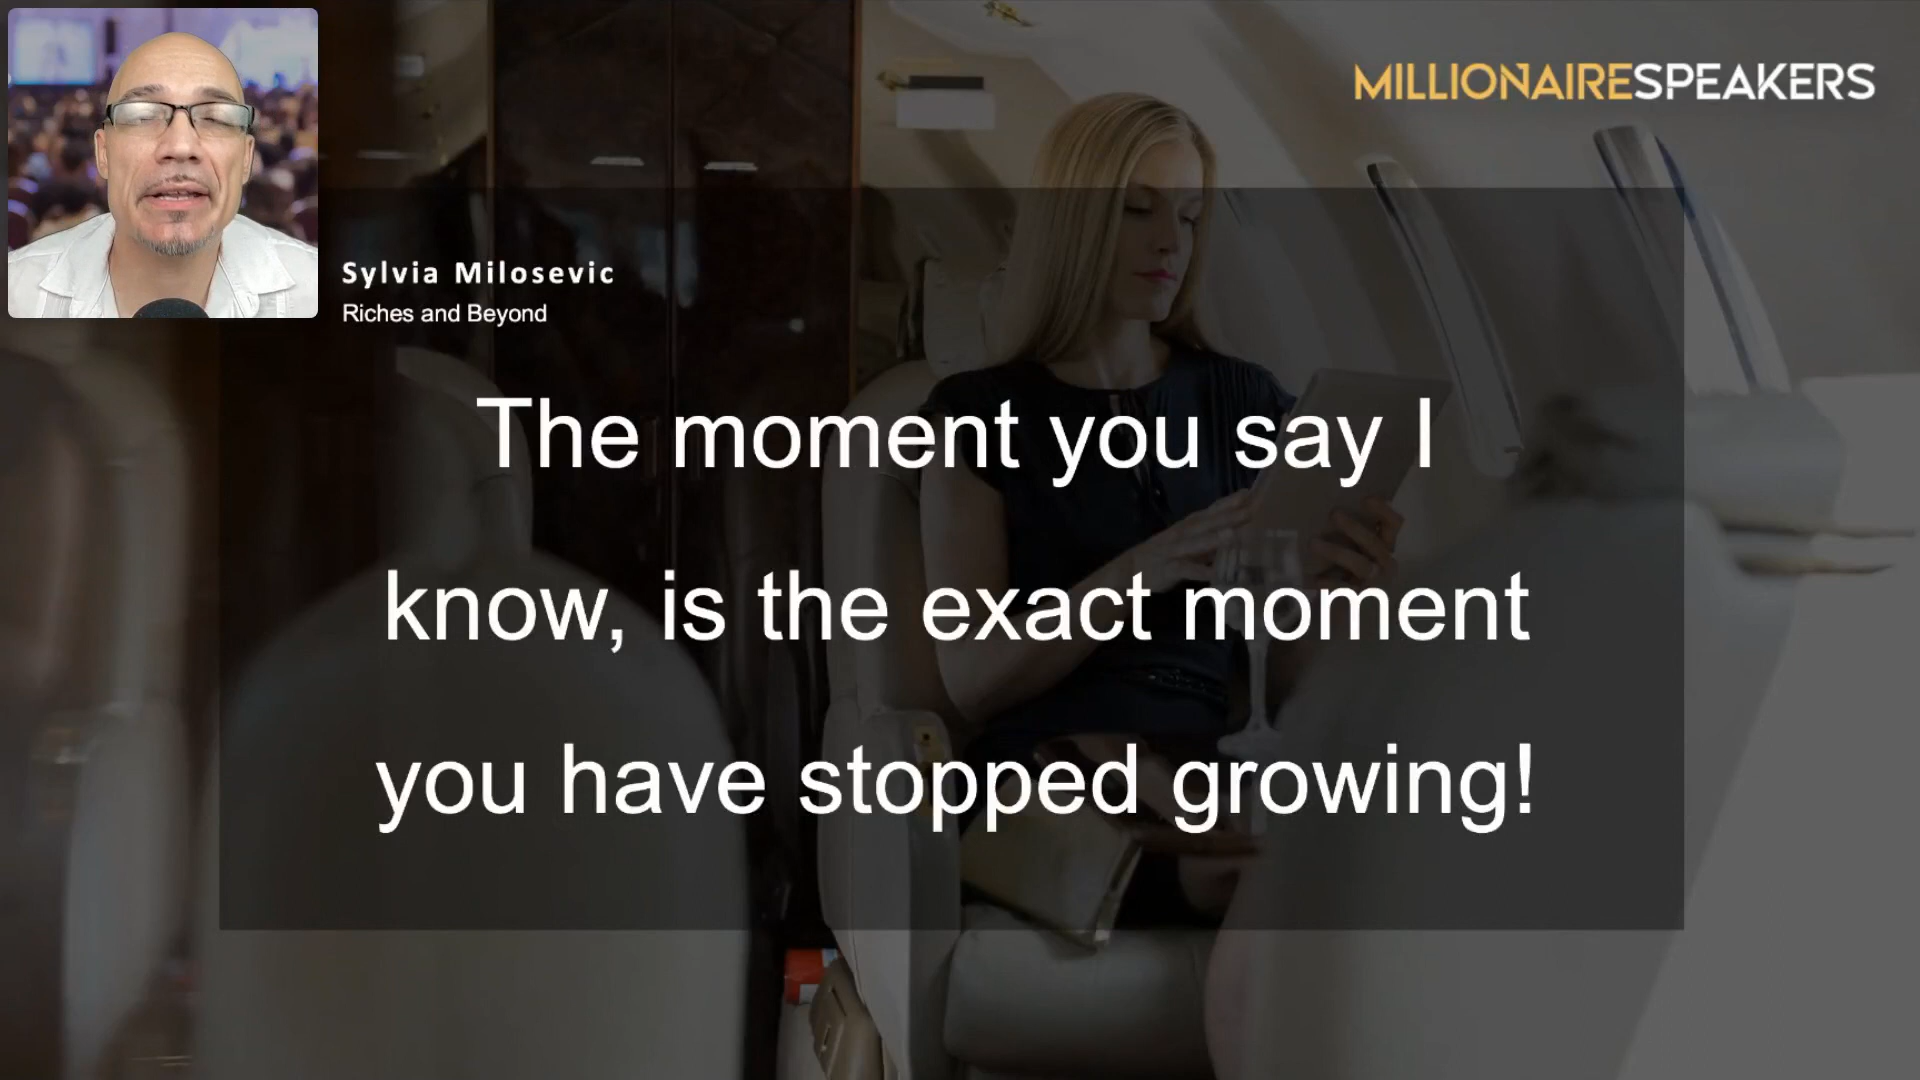 MILLIONAIRESPEAKERS
Sylvia Milosevic
Riches and Beyond
The moment you say I
know, is the exact moment
you have stopped growing!